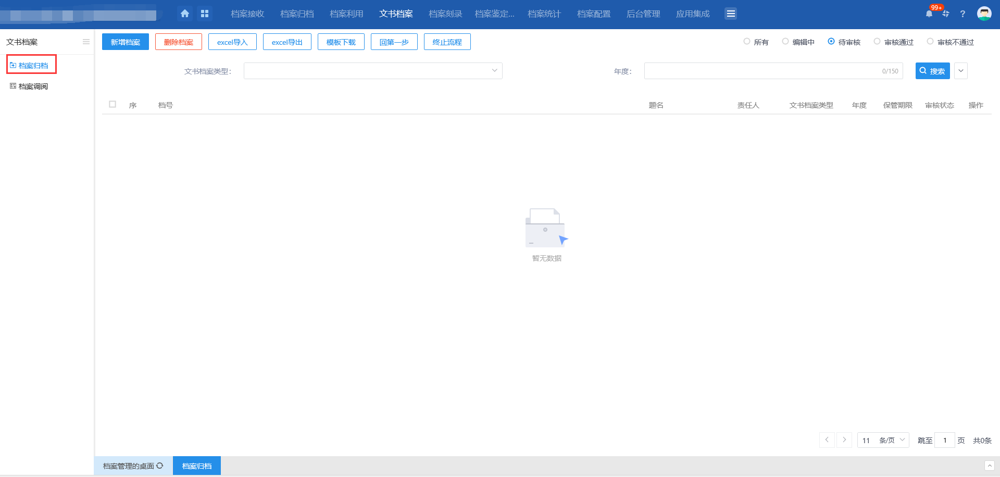 档案接收 档案归档 档案利用 文书档案 档案刻录 档案鉴定... 档案统计 档案配置 后台管理 应用集成 99+ ?
文书档案
档案归档
档案调阅
新增档案 删除档案 excel导入 excel导出 模板下载 回第一步 终止流程 所有 编辑中 待审核 审核通过 审核不通过
文书档案类型: 年度: 0/150 搜索
序 档号 题名 责任人 文书档案类型 年度 保管期限 审核状态 操作
暂无数据
11 条/页 跳至 1 页 共0条
档案管理的桌面 档案归档